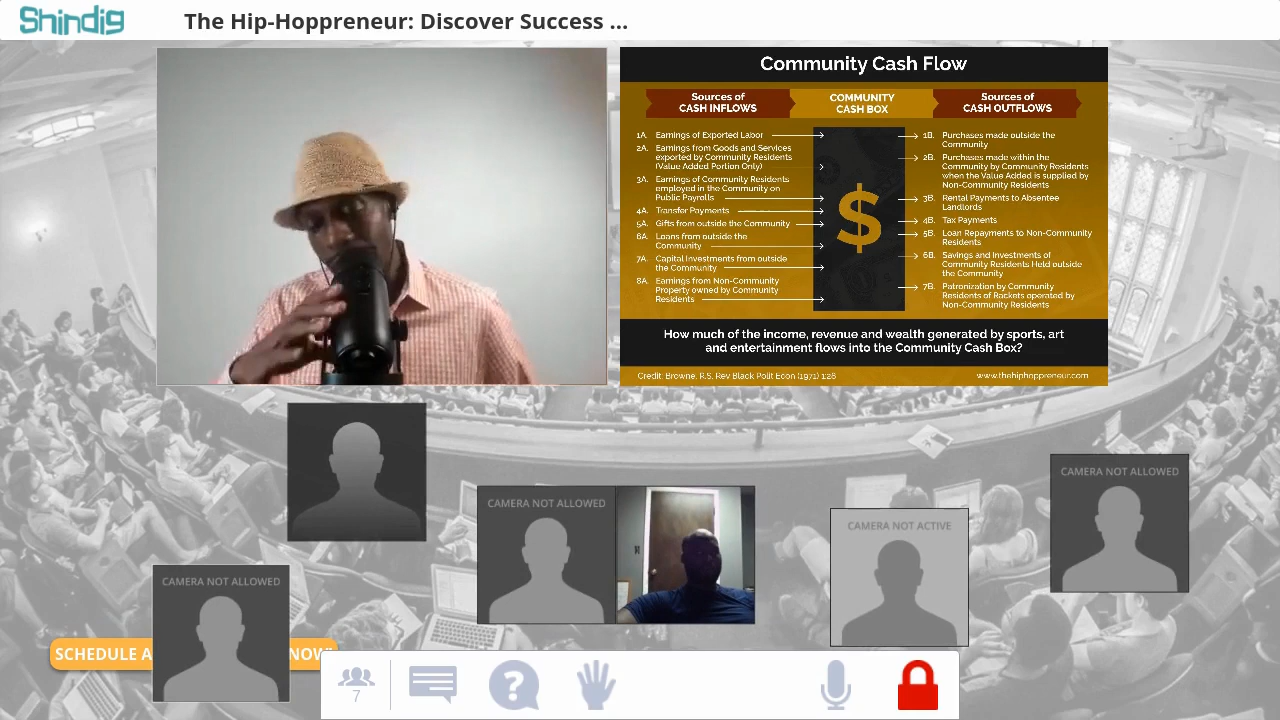 Shindig
The Hip-Hoppreneur: Discover Success ...
Community Cash Flow
Sources of
CASH INFLOWS
COMMUNITY
CASH BOX
Sources of
CASH OUTFLOWS
1A. Earnings of Exported Labor
2A. Earnings from Goods and Services
exported by Community Residents
(Value Added Portion Only)
3A. Earnings of Community Residents
employed in the Community on
Public Payrolls
4A. Transfer Payments
5A. Gifts from outside the Community
6A. Loans from outside the
Community
7A. Capital Investments from outside
the Community
8A. Earnings from Non-Community
Property owned by Community
Residents
$
1B. Purchases made outside the
Community
2B. Purchases made within the
Community by Community Residents
when the Value Added is supplied by
Non-Community Residents
3B. Rental Payments to Absentee
Landlords
4B. Tax Payments
5B. Loan Repayments to Non-Community
Residents
6B. Savings and Investments of
Community Residents Held outside
the Community
7B. Patronization by Community
Residents of Rackets operated by
Non-Community Residents
How much of the income, revenue and wealth generated by sports, art
and entertainment flows into the Community Cash Box?
Credit: Browne, R.S. Rev Black Polit Econ (1971) 1:28
www.thehiphoppreneur.com
CAMERA NOT ALLOWED
CAMERA NOT ALLOWED
CAMERA NOT ACTIVE
CAMERA NOT ALLOWED
SCHEDULE A NOW!
7
?